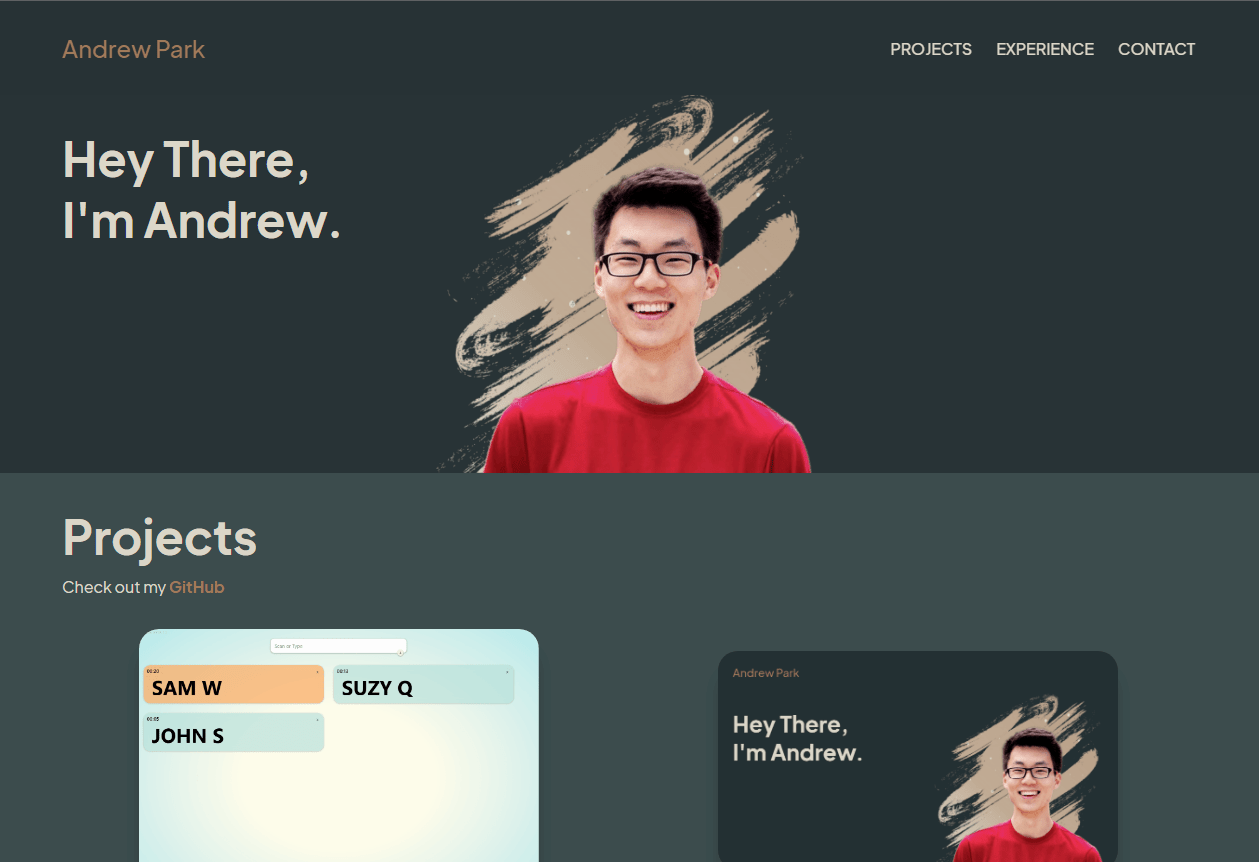 Andrew Park
PROJECTS EXPERIENCE CONTACT
Hey There,
I'm Andrew.
Projects
Check out my GitHub
Scan or Type
00:20
SAM W
00:13
SUZY Q
00:05
JOHN S
Andrew Park
Hey There,
I'm Andrew.